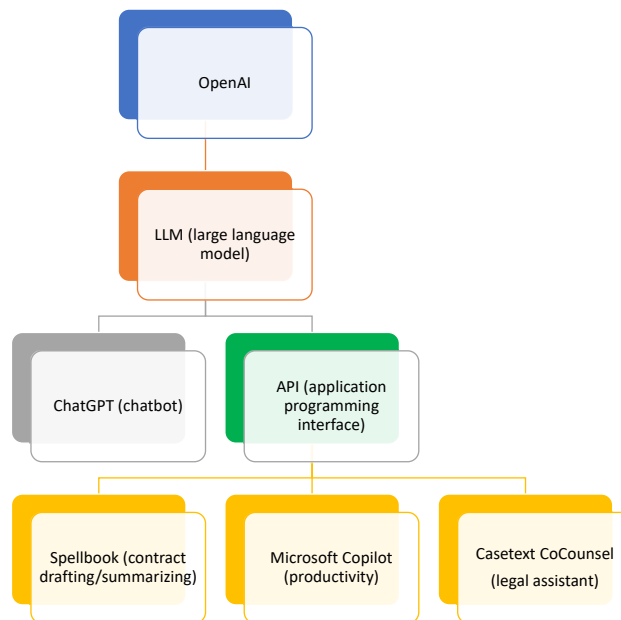 OpenAI
LLM (large language
model)
ChatGPT (chatbot)
API (application
programming
interface)
Spellbook (contract
drafting/summarizing)
Microsoft Copilot
(productivity)
Casetext CoCounsel
(legal assistant)